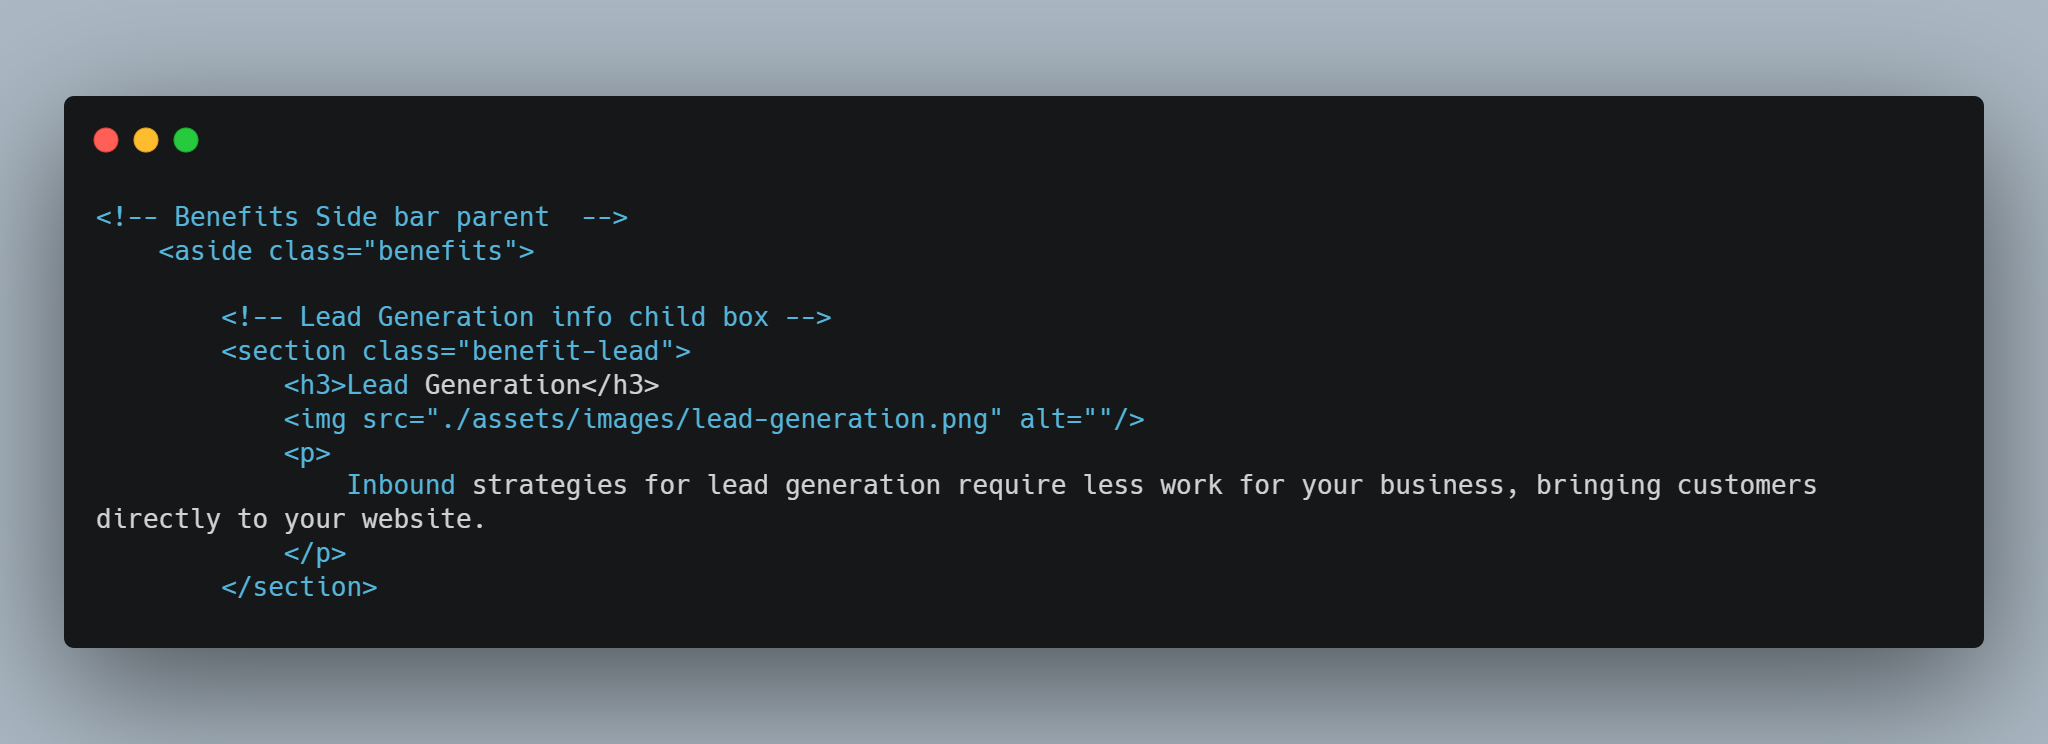 <!-- Benefits Side bar parent  -->
    <aside class="benefits">

        <!-- Lead Generation info child box -->
        <section class="benefit-lead">
            <h3>Lead Generation</h3>
            <img src="./assets/images/lead-generation.png" alt=""/>
            <p>
                Inbound strategies for lead generation require less work for your business, bringing customers
directly to your website.
            </p>
        </section>